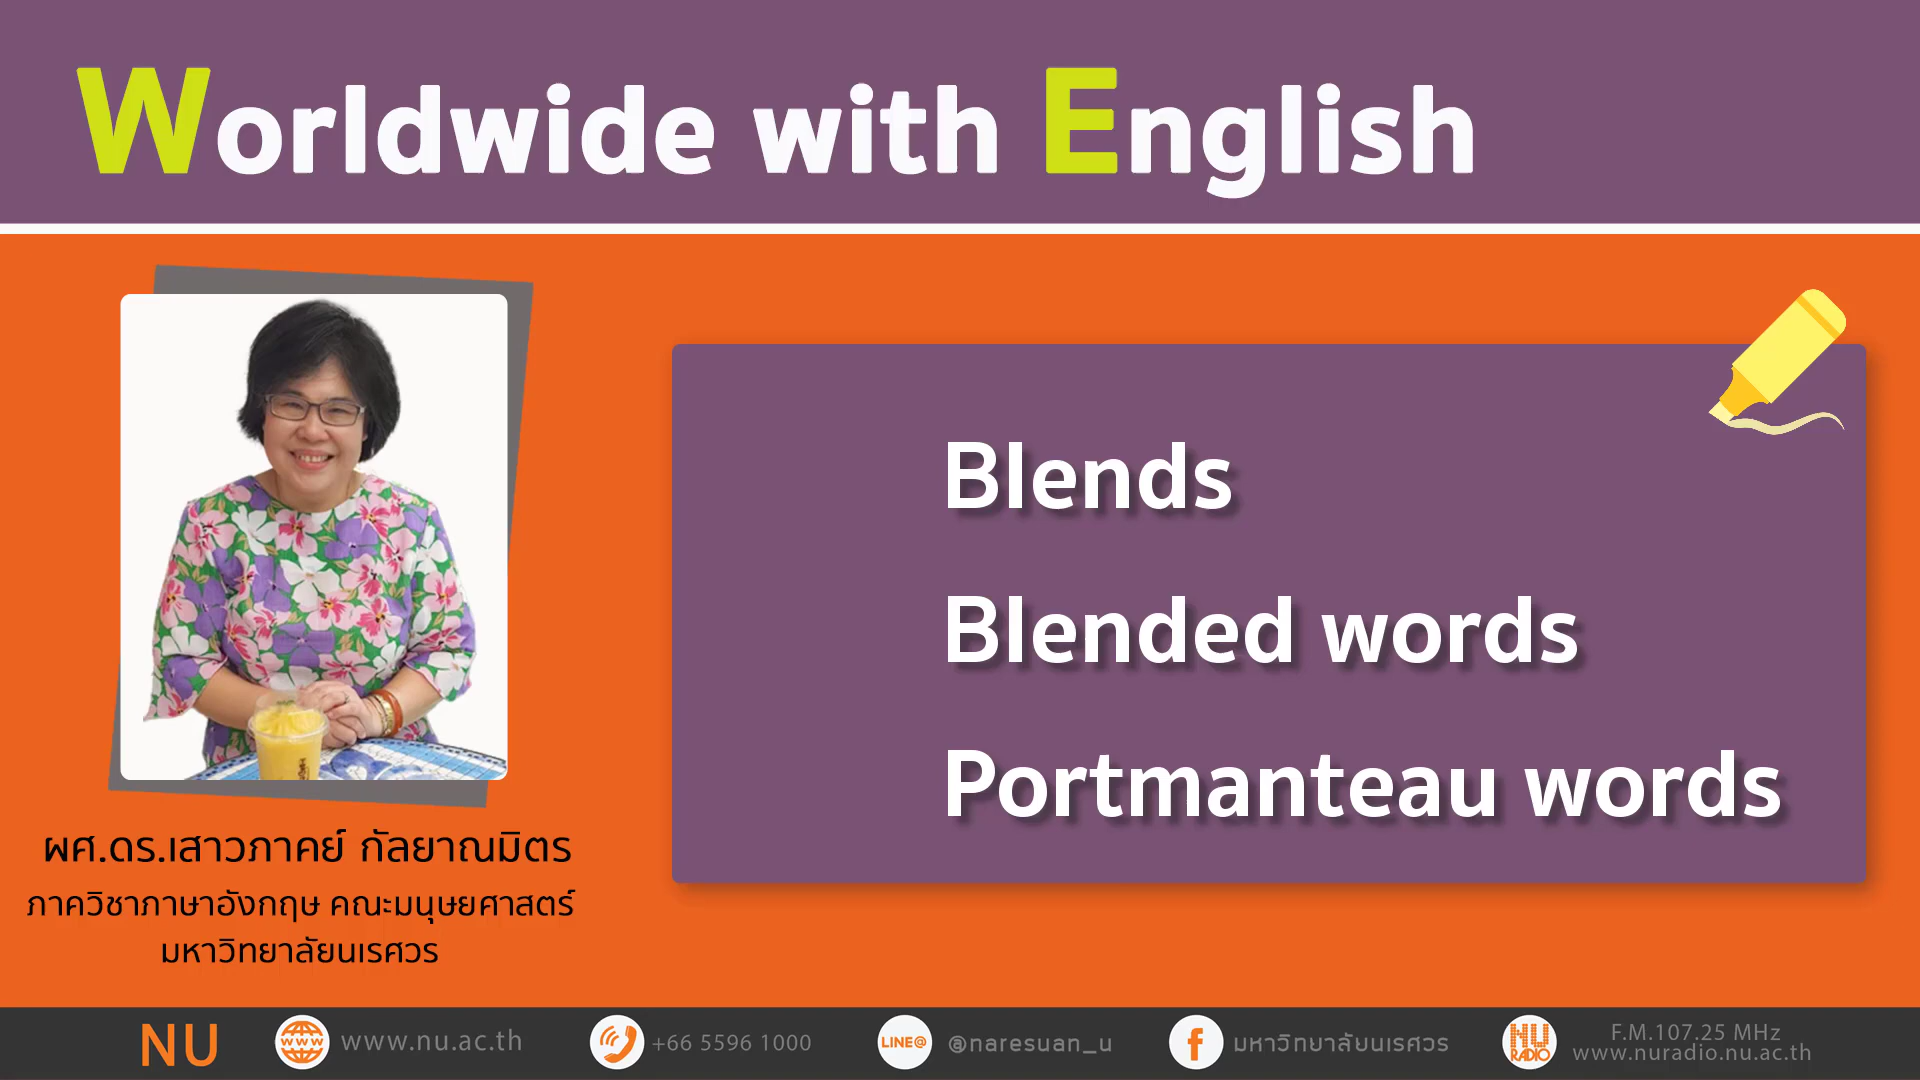 Worldwide with English
Blends
Blended words
Portmanteau words
ผศ.ดร.เสาวภาคย์ กัลยาณมิตร
ภาควิชาภาษาอังกฤษ คณะมนุษยศาสตร์
มหาวิทยาลัยนเรศวร
NU
www
www.nu.ac.th
+66 5596 1000
LINE@
@naresuan_u
f
มหาวิทยาลัยนเรศวร
NU
RADIO
F.M.107.25 MHz
www.nuradio.nu.ac.th